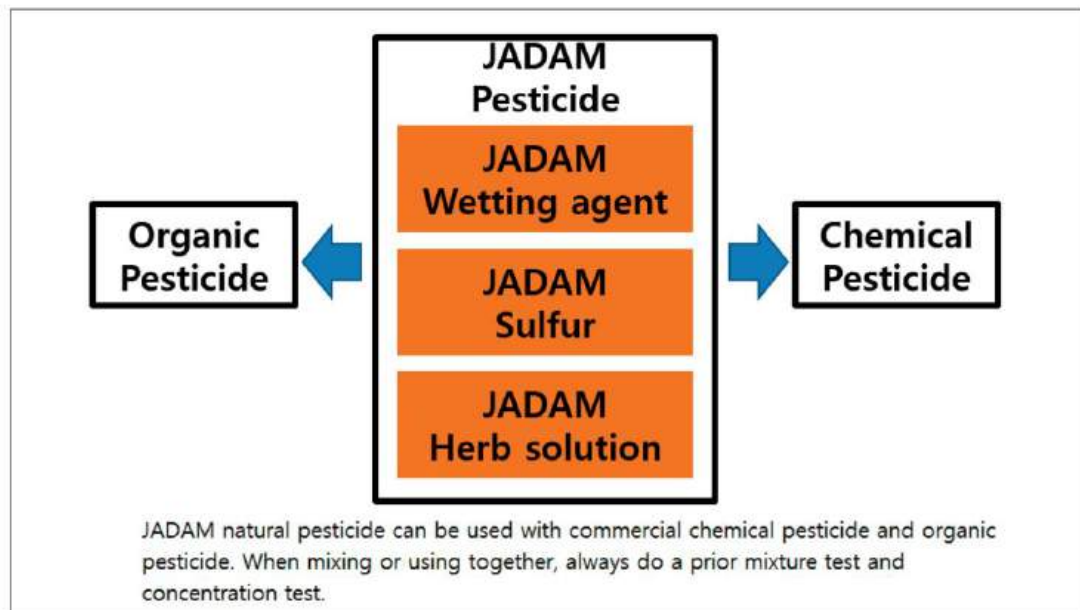 JADAM
Pesticide
JADAM
Wetting agent
Organic
Pesticide
Chemical
Pesticide
JADAM
Sulfur
JADAM
Herb solution
JADAM natural pesticide can be used with commercial chemical pesticide and organic
pesticide. When mixing or using together, always do a prior mixture test and
concentration test.